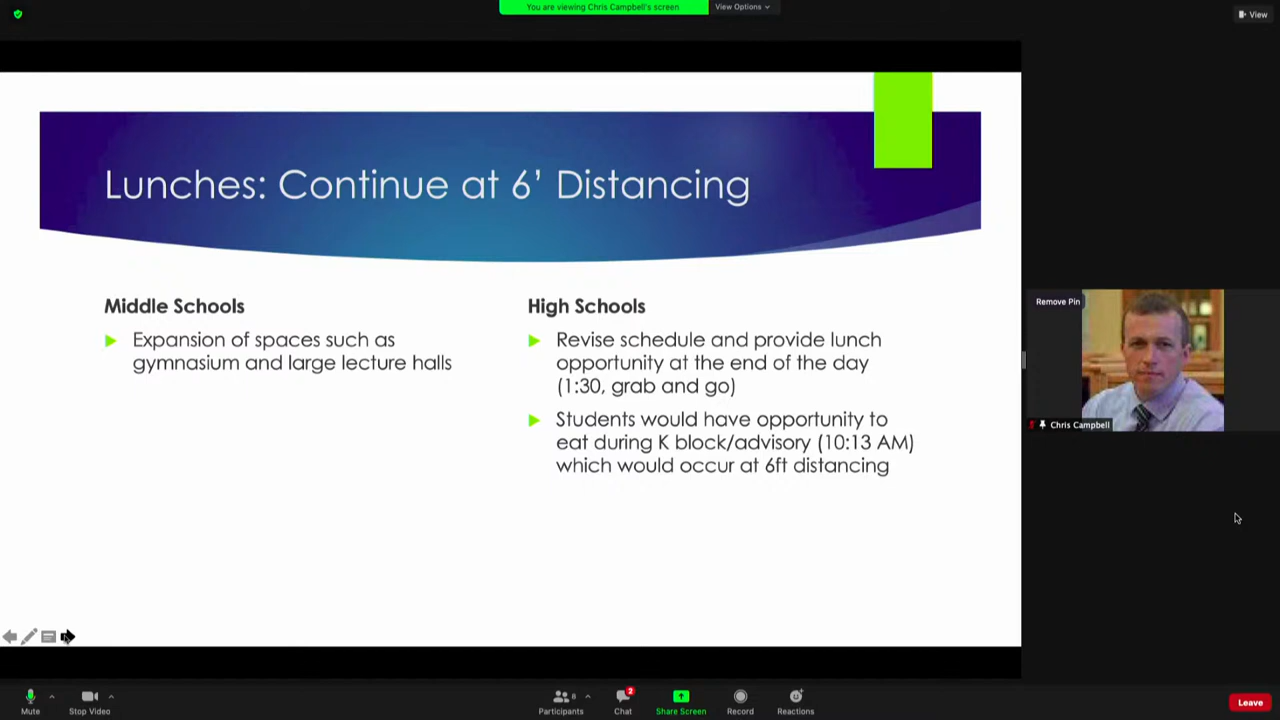 You are viewing Chris Campbell's screen
View Options
View
Lunches: Continue at 6’ Distancing
Middle Schools
Expansion of spaces such as
gymnasium and large lecture halls
High Schools
Revise schedule and provide lunch
opportunity at the end of the day
(1:30, grab and go)
Students would have opportunity to
eat during K block/advisory (10:13 AM)
which would occur at 6ft distancing
Remove Pin
Chris Campbell
Mute
Stop Video
8
Participants
2
Chat
Share Screen
Record
Reactions
Leave